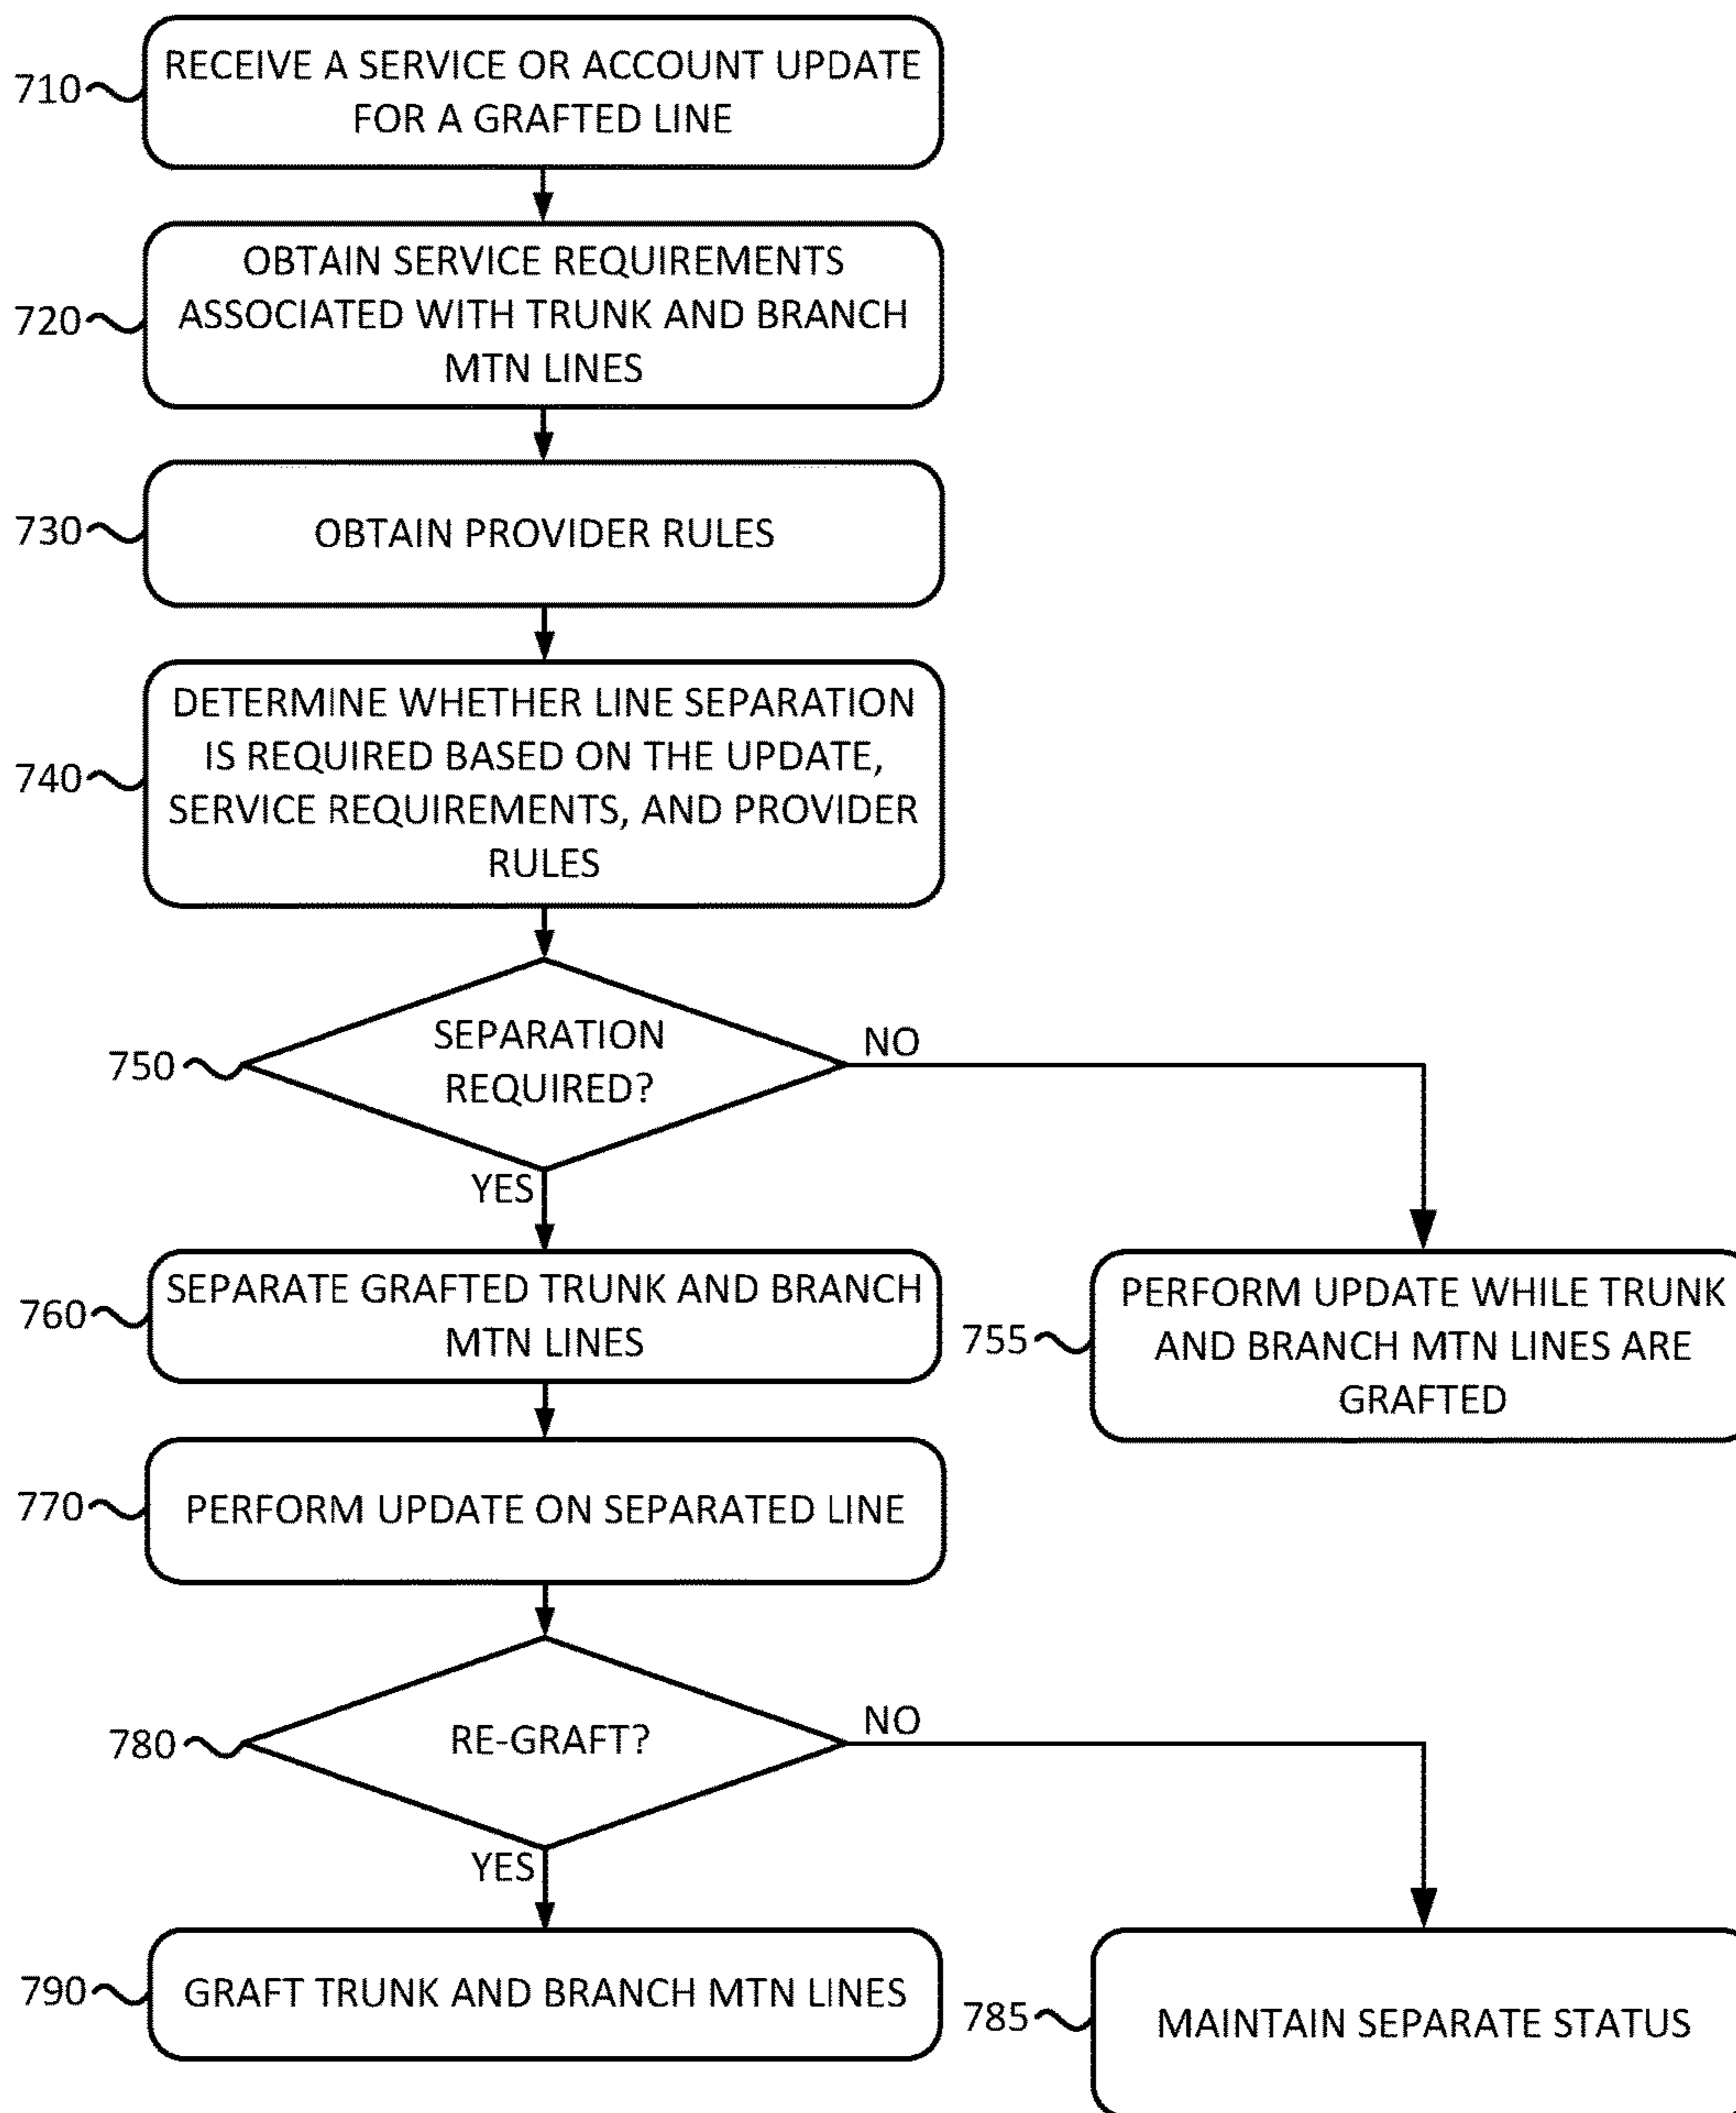 710
RECEIVE A SERVICE OR ACCOUNT UPDATE
FOR A GRAFTED LINE
720
OBTAIN SERVICE REQUIREMENTS
ASSOCIATED WITH TRUNK AND BRANCH
MTN LINES
730
OBTAIN PROVIDER RULES
740
DETERMINE WHETHER LINE SEPARATION
IS REQUIRED BASED ON THE UPDATE,
SERVICE REQUIREMENTS, AND PROVIDER
RULES
750
SEPARATION
REQUIRED?
NO
YES
760
SEPARATE GRAFTED TRUNK AND BRANCH
MTN LINES
755
PERFORM UPDATE WHILE TRUNK
AND BRANCH MTN LINES ARE
GRAFTED
770
PERFORM UPDATE ON SEPARATED LINE
780
RE-GRAFT?
NO
YES
790
GRAFT TRUNK AND BRANCH MTN LINES
785
MAINTAIN SEPARATE STATUS